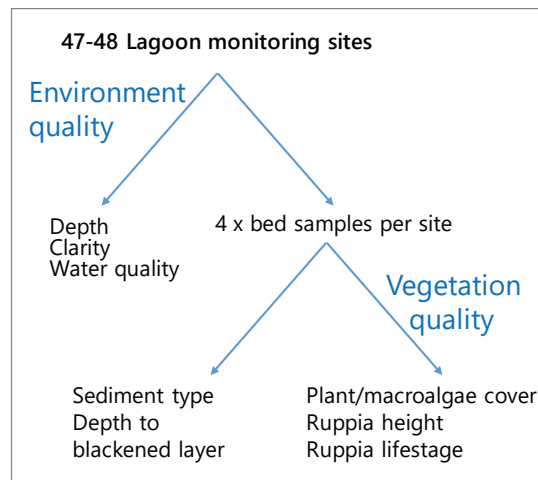 47-48 Lagoon monitoring sites
Environment
quality
Depth
Clarity
Water quality
4 x bed samples per site
Vegetation
quality
Sediment type
Depth to
blackened layer
Plant/macroalgae cover
Ruppia height
Ruppia lifestage